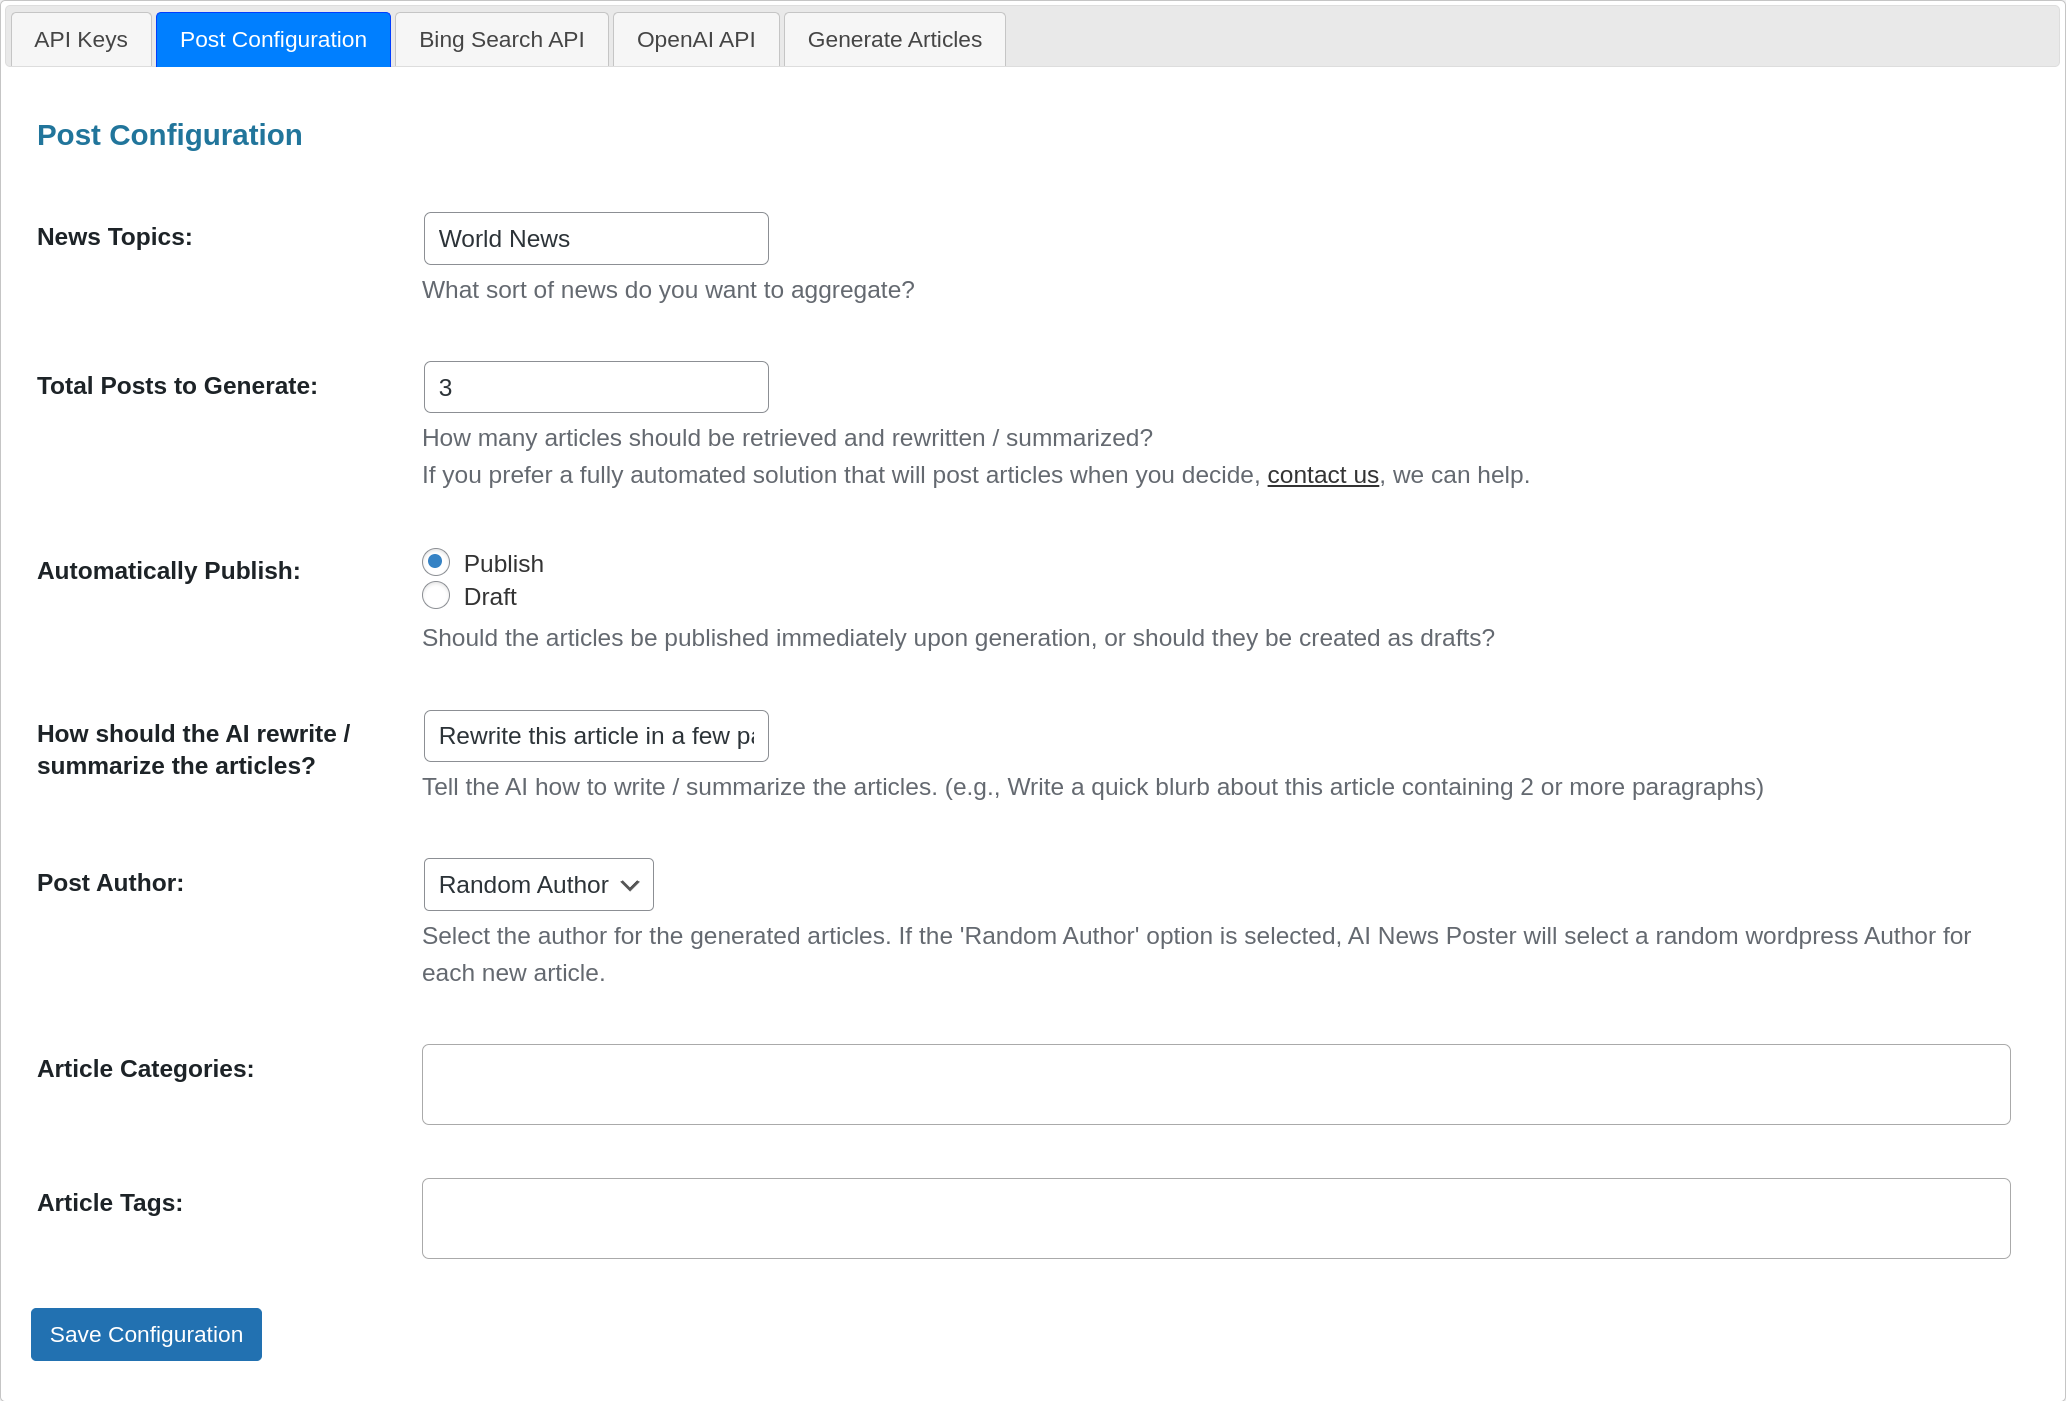 API Keys
Post Configuration
Bing Search API
OpenAI API
Generate Articles
Post Configuration
News Topics:
World News
What sort of news do you want to aggregate?
Total Posts to Generate:
3
How many articles should be retrieved and rewritten / summarized?
If you prefer a fully automated solution that will post articles when you decide, contact us, we can help.
Automatically Publish:
Publish
Draft
Should the articles be published immediately upon generation, or should they be created as drafts?
How should the AI rewrite /
summarize the articles?
Rewrite this article in a few
Tell the AI how to write / summarize the articles. (e.g., Write a quick blurb about this article containing 2 or more paragraphs)
Post Author:
Random Author
Select the author for the generated articles. If the 'Random Author' option is selected, AI News Poster will select a random wordpress Author for
each new article.
Article Categories:
Article Tags:
Save Configuration